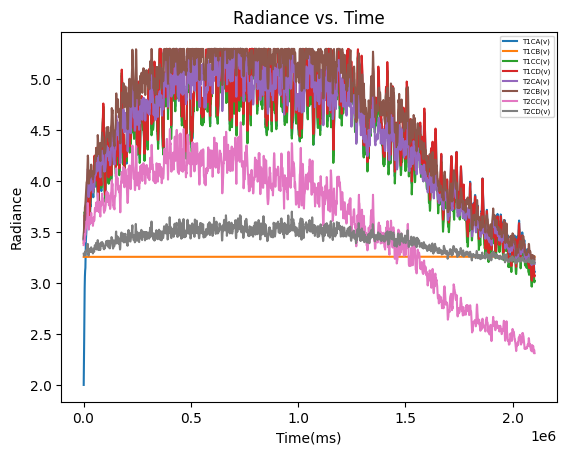 Radiance vs. Time
T1CA(v)
T1CB(v)
T1CC(v)
T1CD(v)
T2CA(v)
T2CB(v)
T2CC(v)
T2CD(v)
Radiance
5.0
4.5
4.0
3.5
3.0
2.5
2.0
0.0 0.5 1.0 1.5 2.0
1e6
Time(ms)